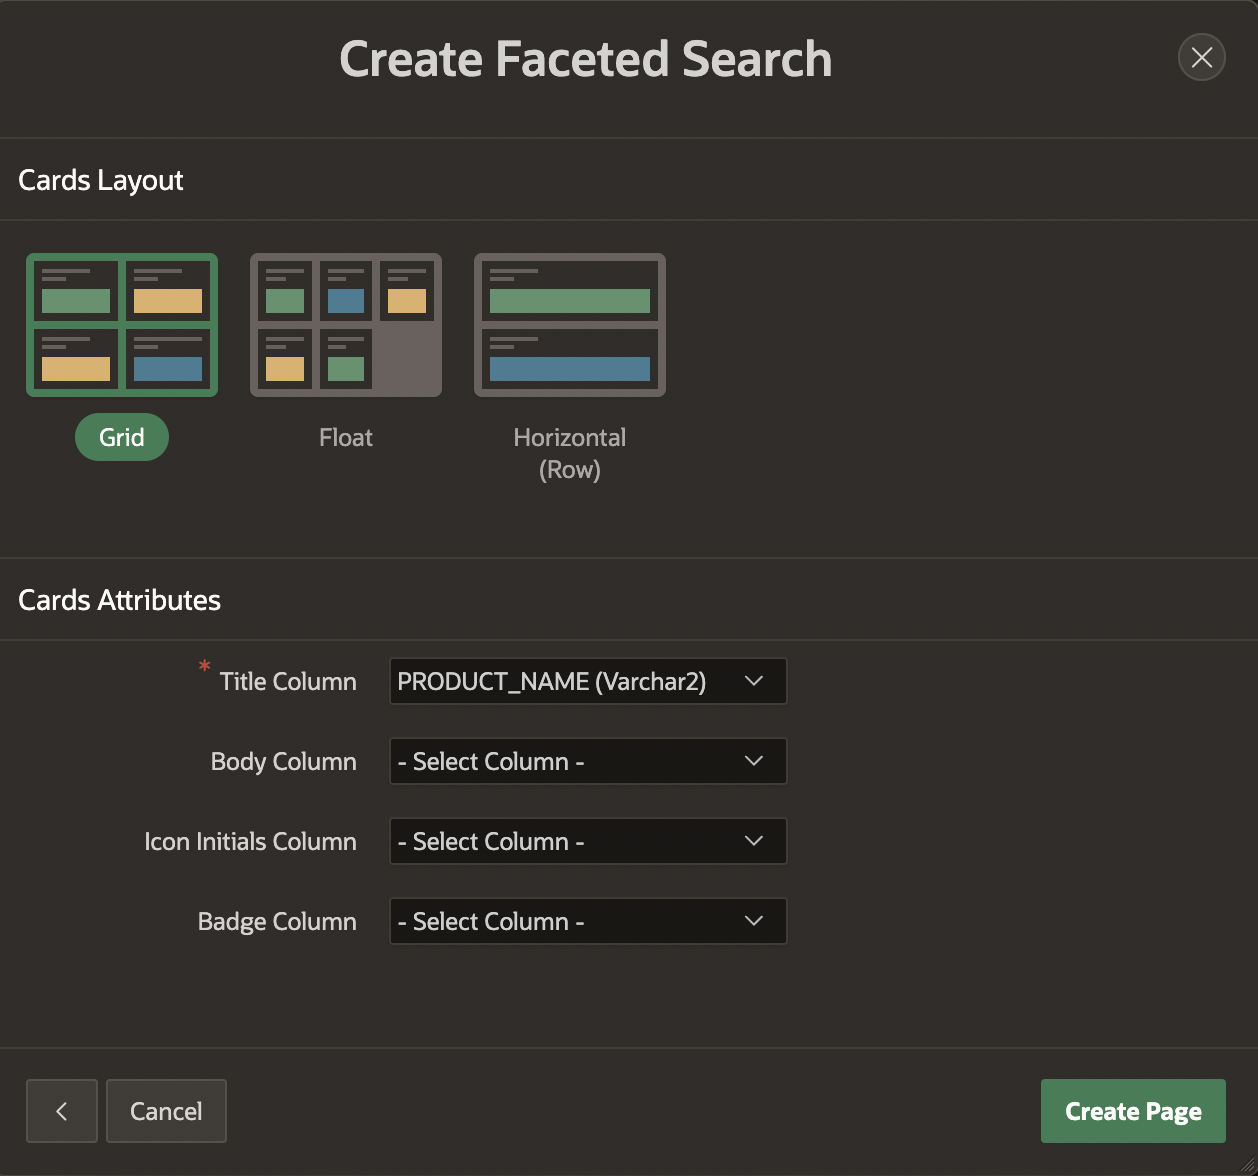 Create Faceted Search
Cards Layout
Grid
Float
Horizontal
(Row)
Cards Attributes
* Title Column
PRODUCT_NAME (Varchar2)
Body Column
- Select Column -
Icon Initials Column
- Select Column -
Badge Column
- Select Column -
Cancel
Create Page